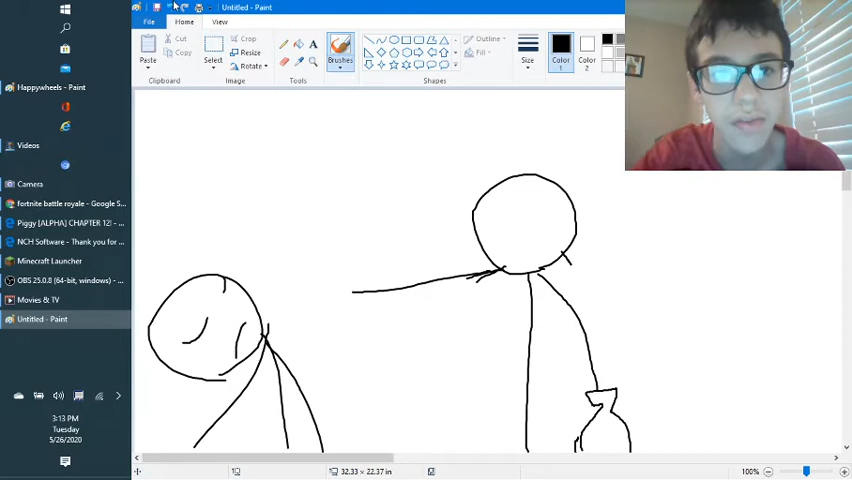 Untitled - Paint
File
Home
View
Paste
Cut
Copy
Clipboard
Select
Crop
Resize
Rotate
Image
A
Tools
Brushes
Outline
Fill
Shapes
Size
Color
1
Color
2
Happywheels - Paint
Videos
Camera
fortnite battle royale - Google S...
Piggy [ALPHA] CHAPTER 12! -...
NCH Software - Thank you for ...
Minecraft Launcher
OBS 25.0.8 (64-bit, windows) - ...
Movies & TV
Untitled - Paint
3:13 PM
Tuesday
5/26/2020
32.33 × 22.37 in
100%